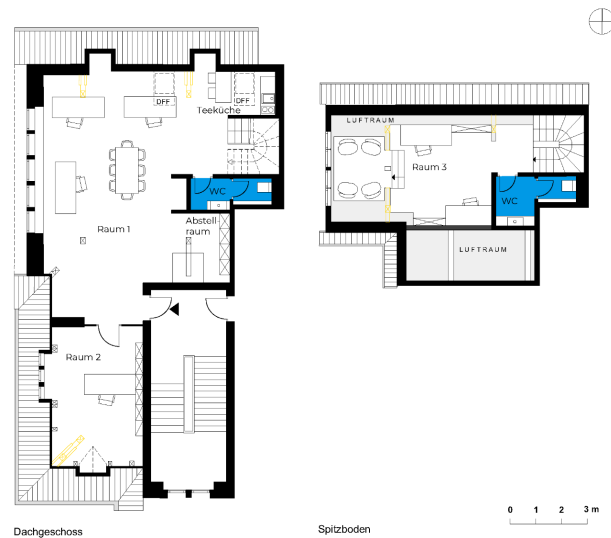 DFF
DFF
Teeküche
WC
Abstell-
raum
Raum 1
Raum 2
Dachgeschoss
LUFTRAUM
Raum 3
WC
LUFTRAUM
Spitzboden
0 1 2 3 m